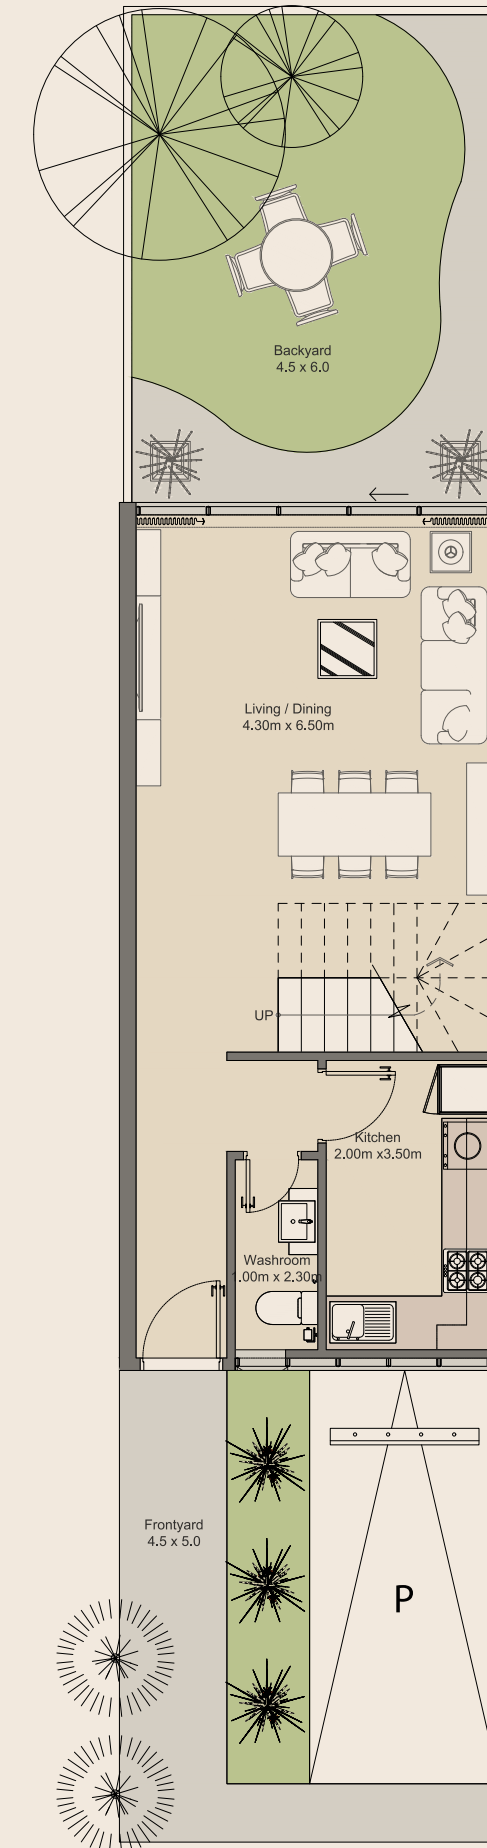 Backyard
4.5 x 6.0
Living / Dining
4.30m x 6.50m
UP
Kitchen
2.00m x3.50m
Washroom
1.00m x 2.30m
Frontyard
4.5 x 5.0
P